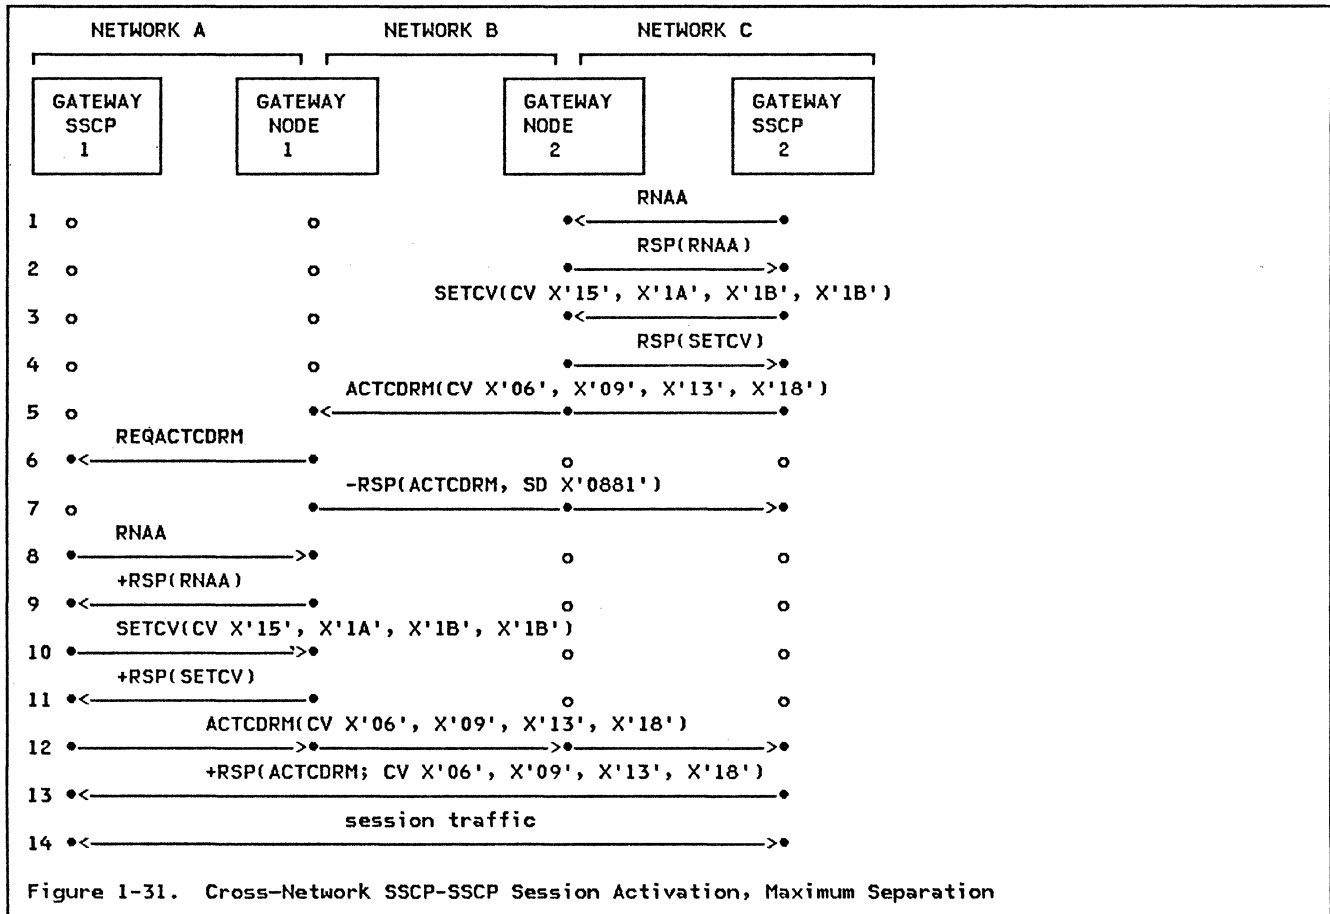 NETWORK A NETWORK B NETWORK C
GATEWAY SSCP 1
GATEWAY NODE 1
GATEWAY NODE 2
GATEWAY SSCP 2
RNAA
1
RSP(RNAA)
2
SETCV(CV X'15', X'1A', X'1B', X'1B')
3
RSP(SETCV)
4
ACTCDRM(CV X'06', X'09', X'13', X'18')
5
REQACTCDRM
6
-RSP(ACTCDRM, SD X'0881')
7
RNAA
8
+RSP(RNAA)
9
SETCV(CV X'15', X'1A', X'1B', X'1B')
10
+RSP(SETCV)
11
ACTCDRM(CV X'06', X'09', X'13', X'18')
12
+RSP(ACTCDRM; CV X'06', X'09', X'13', X'18')
13
session traffic
14
Figure 1-31. Cross-Network SSCP-SSCP Session Activation, Maximum Separation